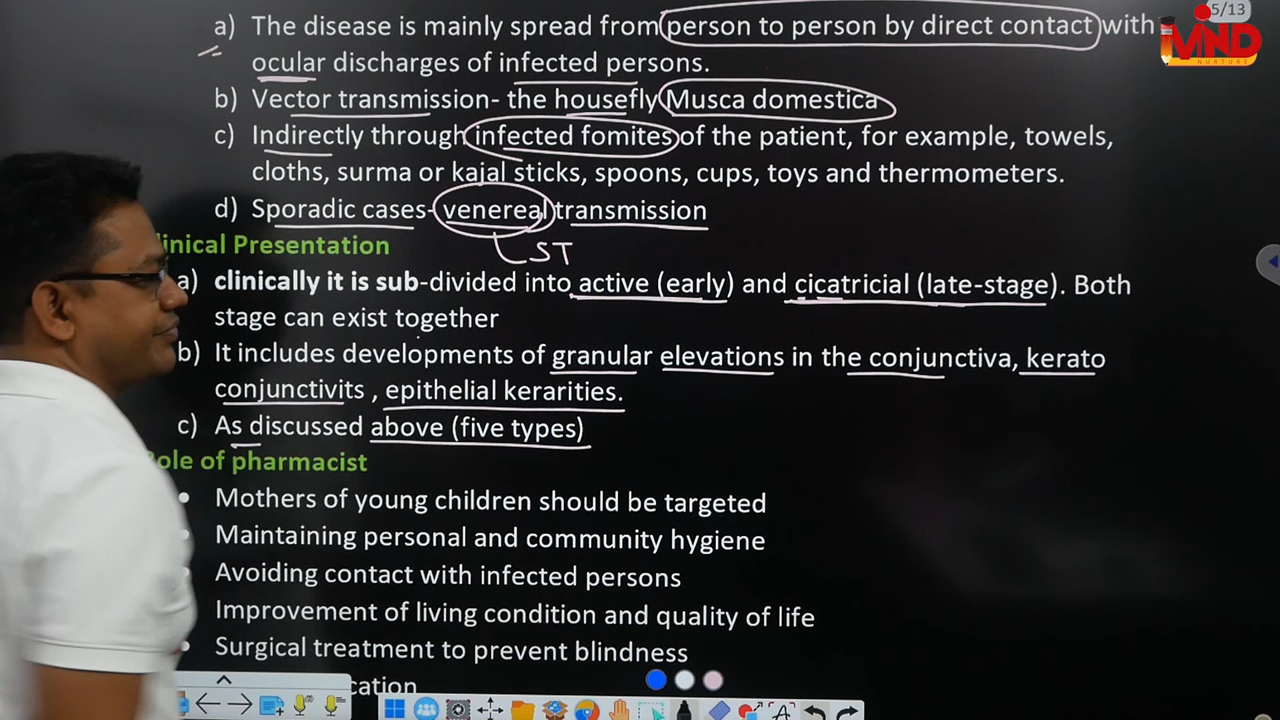 5/13
MIND
NURTURE
a) The disease is mainly spread from person to person by direct contact with
ocular discharges of infected persons.
b) Vector transmission- the housefly Musca domestica
c) Indirectly through infected fomites of the patient, for example, towels,
cloths, surma or kajal sticks, spoons, cups, toys and thermometers.
d) Sporadic cases- venereal transmission
ST
linical Presentation
a) clinically it is sub-divided into active (early) and cicatricial (late-stage). Both
stage can exist together
b) It includes developments of granular elevations in the conjunctiva, kerato
conjunctivits , epithelial kerarities.
c) As discussed above (five types)
ole of pharmacist
• Mothers of young children should be targeted
Maintaining personal and community hygiene
Avoiding contact with infected persons
Improvement of living condition and quality of life
• Surgical treatment to prevent blindness
cation